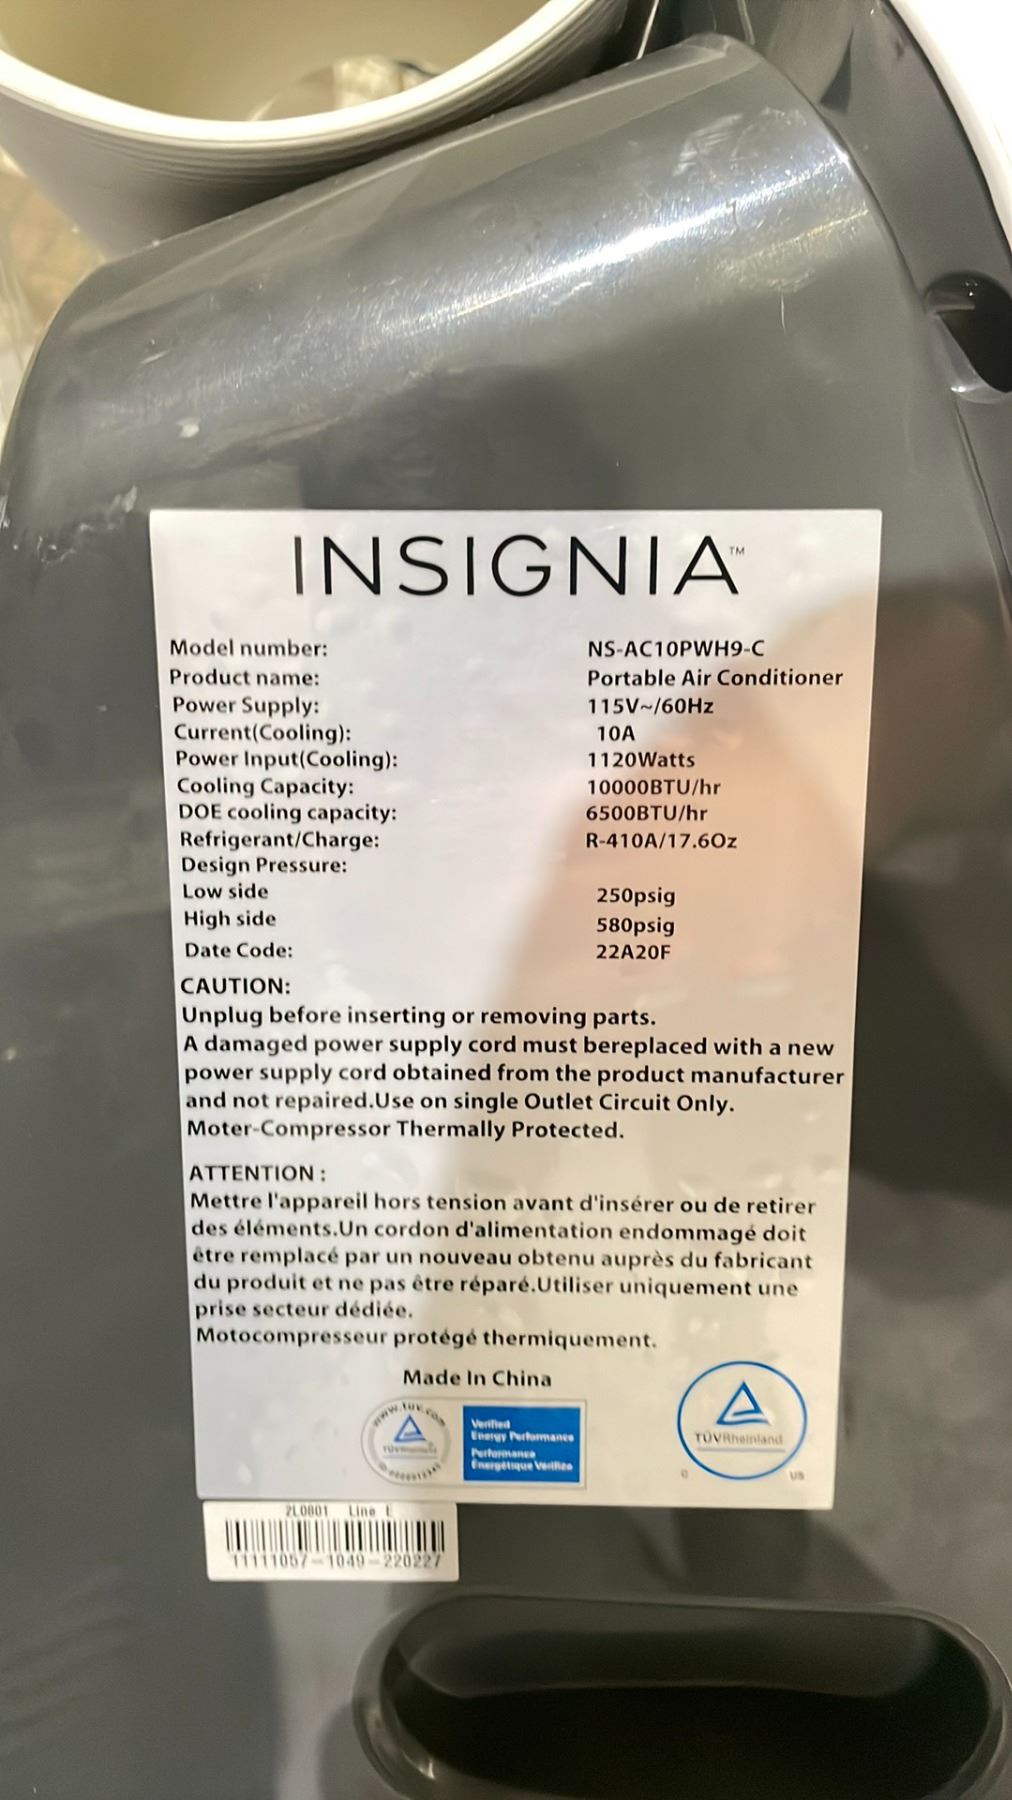 INSIGNIA™
Model number: NS-AC10PWH9-C
Product name: Portable Air Conditioner
Power Supply: 115V~/60Hz
Current(Cooling): 10A
Power Input(Cooling): 1120Watts
Cooling Capacity: 10000BTU/hr
DOE cooling capacity: 6500BTU/hr
Refrigerant/Charge: R-410A/17.6Oz
Design Pressure:
Low side 250psig
High side 580psig
Date Code: 22A20F
CAUTION:
Unplug before inserting or removing parts.
A damaged power supply cord must bereplaced with a new
power supply cord obtained from the product manufacturer
and not repaired.Use on single Outlet Circuit Only.
Moter-Compressor Thermally Protected.
ATTENTION :
Mettre l'appareil hors tension avant d'insérer ou de retirer
des éléments.Un cordon d'alimentation endommagé doit
être remplacé par un nouveau obtenu auprès du fabricant
du produit et ne pas être réparé.Utiliser uniquement une
prise secteur dédiée.
Motocompresseur protégé thermiquement.
Made In China
www.tuv.com
Verified
Energy Performance
Performance
Énergétique Vérifiée
TÜVRheinland
C US
2L0801 Line E
11111057-1049-220227